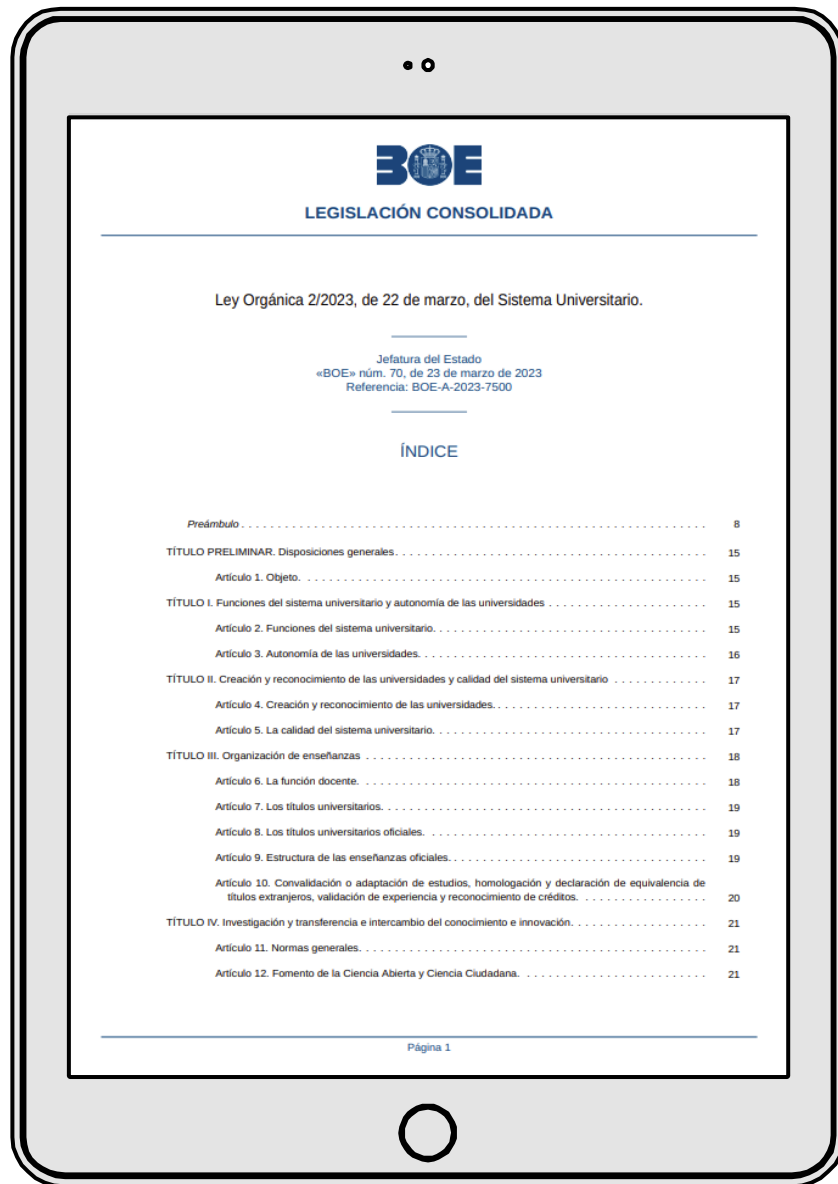 BOE
LEGISLACIÓN CONSOLIDADA
Ley Orgánica 2/2023, de 22 de marzo, del Sistema Universitario.
Jefatura del Estado
«BOE» núm. 70, de 23 de marzo de 2023
Referencia: BOE-A-2023-7500
ÍNDICE
Preámbulo . . . . . . . . . . . . . . . . . . . . . . . . . . . . . . . . . . . . . . . . 8
TÍTULO PRELIMINAR. Disposiciones generales . . . . . . . . . . . . . . . . . . . . 15
Artículo 1. Objeto. . . . . . . . . . . . . . . . . . . . . . . . . . . . . . 15
TÍTULO I. Funciones del sistema universitario y autonomía de las universidades . . . . . . . . . . 15
Artículo 2. Funciones del sistema universitario. . . . . . . . . . . . . . . . . . . . 15
Artículo 3. Autonomía de las universidades. . . . . . . . . . . . . . . . . . . . 16
TÍTULO II. Creación y reconocimiento de las universidades y calidad del sistema universitario . . . . . . . . . . 17
Artículo 4. Creación y reconocimiento de las universidades. . . . . . . . . . . . . . . . 17
Artículo 5. La calidad del sistema universitario. . . . . . . . . . . . . . . . . . . . 17
TÍTULO III. Organización de enseñanzas . . . . . . . . . . . . . . . . . . . . 18
Artículo 6. La función docente. . . . . . . . . . . . . . . . . . . . . 18
Artículo 7. Los títulos universitarios. . . . . . . . . . . . . . . . . . . . . 19
Artículo 8. Los títulos universitarios oficiales. . . . . . . . . . . . . . . . . . . . 19
Artículo 9. Estructura de las enseñanzas oficiales. . . . . . . . . . . . . . . . . . . 19
Artículo 10. Convalidación o adaptación de estudios, homologación y declaración de equivalencia de
títulos extranjeros, validación de experiencia y reconocimiento de créditos. . . . . . . . . . . . 20
TÍTULO IV. Investigación y transferencia e intercambio del conocimiento e innovación. . . . . . . . . . . 21
Artículo 11. Normas generales. . . . . . . . . . . . . . . . . . . . . 21
Artículo 12. Fomento de la Ciencia Abierta y Ciencia Ciudadana. . . . . . . . . . . . . . . 21
Página 1